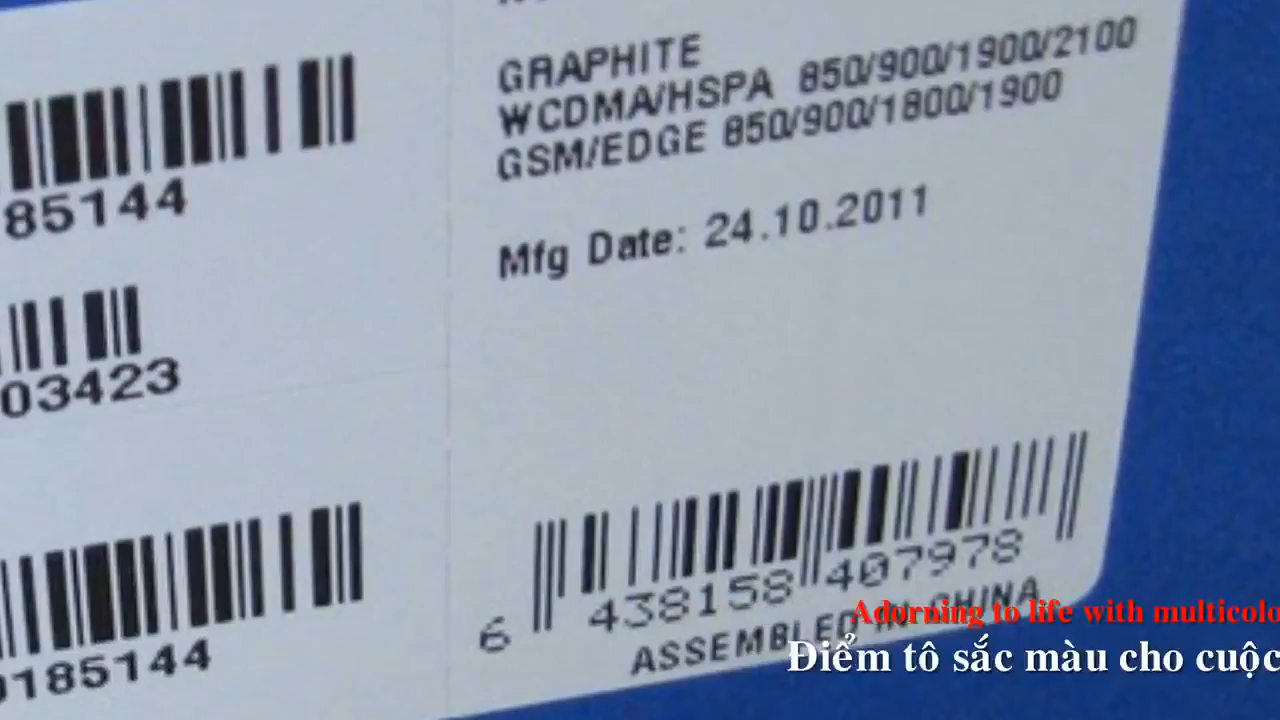 85144
03423
185144
GRAPHITE
WCDMA/HSPA 850/900/1900/2100
GSM/EDGE 850/900/1800/1900
Mfg Date: 24.10.2011
6 438158 407978
ASSEMBLED IN CHINA
Adorning to life with multicolo
Điểm tô sắc màu cho cuộc